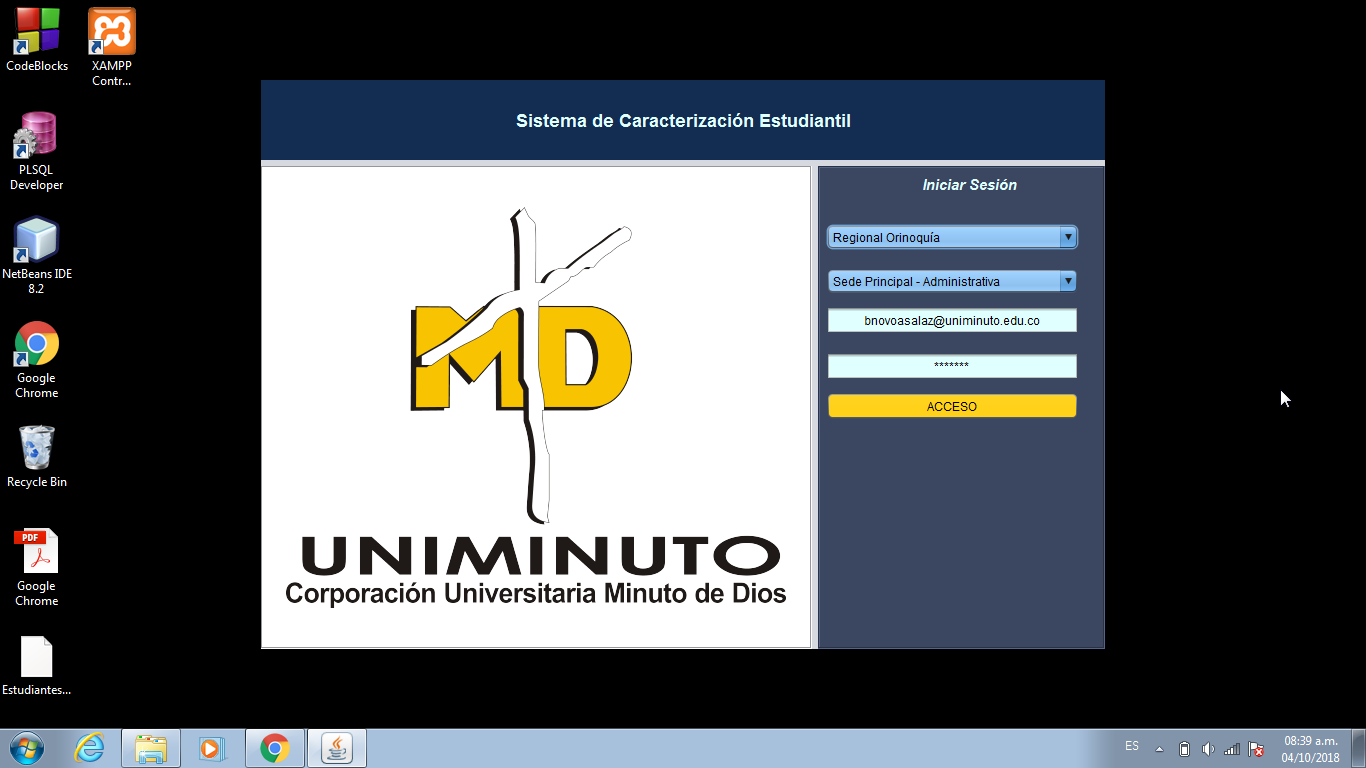 CodeBlocks
XAMPP
Contr...
PLSQL
Developer
NetBeans IDE
8.2
Google
Chrome
Recycle Bin
PDF
Google
Chrome
Estudiantes...
Sistema de Caracterización Estudiantil
MD
UNIMINUTO
Corporación Universitaria Minuto de Dios
Iniciar Sesión
Regional Orinoquía
Sede Principal - Administrativa
bnovoasalaz@uniminuto.edu.co
*******
ACCESO
ES
08:39 a.m.
04/10/2018